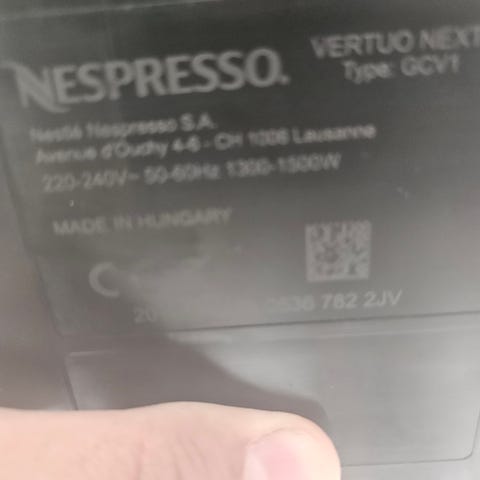 NESPRESSO.
VERTUO NEXT
Type: GCV1
Nestlé Nespresso S.A.
Avenue d'Ouchy 4-6 - CH 1006 Lausanne
220-240V~ 50-60Hz 1300-1500W
MADE IN HUNGARY
782 2JV